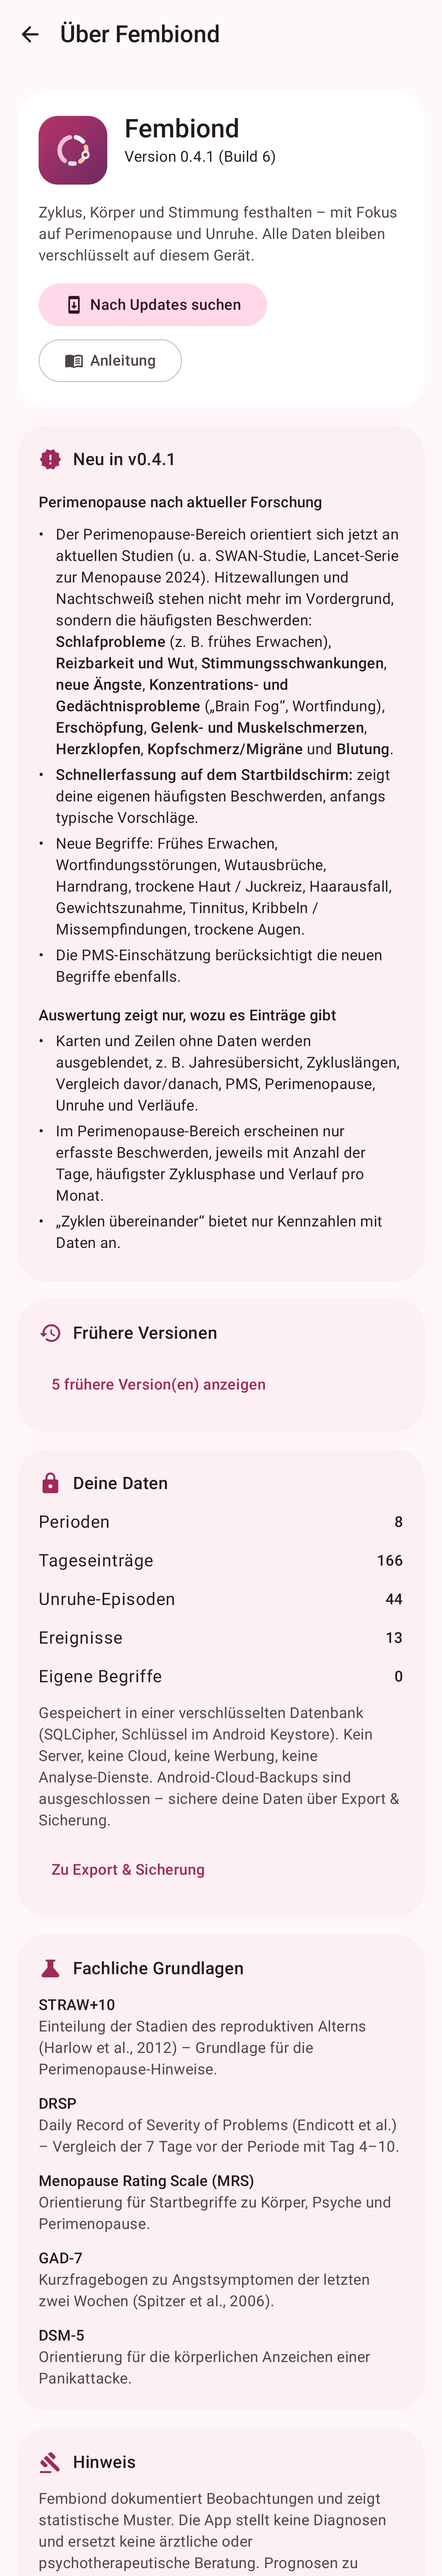 Über Fembiond
Fembiond
Version 0.4.1 (Build 6)
Zyklus, Körper und Stimmung festhalten – mit Fokus
auf Perimenopause und Unruhe. Alle Daten bleiben
verschlüsselt auf diesem Gerät.
Nach Updates suchen
Anleitung
Neu in v0.4.1
Perimenopause nach aktueller Forschung
• Der Perimenopause-Bereich orientiert sich jetzt an
aktuellen Studien (u. a. SWAN-Studie, Lancet-Serie
zur Menopause 2024). Hitzewallungen und
Nachtschweiß stehen nicht mehr im Vordergrund,
sondern die häufigsten Beschwerden:
Schlafprobleme (z. B. frühes Erwachen),
Reizbarkeit und Wut, Stimmungsschwankungen,
neue Ängste, Konzentrations- und
Gedächtnisprobleme („Brain Fog“, Wortfindung),
Erschöpfung, Gelenk- und Muskelschmerzen,
Herzklopfen, Kopfschmerz/Migräne und Blutung.
• Schnellerfassung auf dem Startbildschirm: zeigt
deine eigenen häufigsten Beschwerden, anfangs
typische Vorschläge.
• Neue Begriffe: Frühes Erwachen,
Wortfindungsstörungen, Wutausbrüche,
Harndrang, trockene Haut / Juckreiz, Haarausfall,
Gewichtszunahme, Tinnitus, Kribbeln /
Missempfindungen, trockene Augen.
• Die PMS-Einschätzung berücksichtigt die neuen
Begriffe ebenfalls.
Auswertung zeigt nur, wozu es Einträge gibt
• Karten und Zeilen ohne Daten werden
ausgeblendet, z. B. Jahresübersicht, Zykluslängen,
Vergleich davor/danach, PMS, Perimenopause,
Unruhe und Verläufe.
• Im Perimenopause-Bereich erscheinen nur
erfasste Beschwerden, jeweils mit Anzahl der
Tage, häufigster Zyklusphase und Verlauf pro
Monat.
• „Zyklen übereinander“ bietet nur Kennzahlen mit
Daten an.
Frühere Versionen
5 frühere Version(en) anzeigen
Deine Daten
Perioden 8
Tageseinträge 166
Unruhe-Episoden 44
Ereignisse 13
Eigene Begriffe 0
Gespeichert in einer verschlüsselten Datenbank
(SQLCipher, Schlüssel im Android Keystore). Kein
Server, keine Cloud, keine Werbung, keine
Analyse-Dienste. Android-Cloud-Backups sind
ausgeschlossen – sichere deine Daten über Export &
Sicherung.
Zu Export & Sicherung
Fachliche Grundlagen
STRAW+10
Einteilung der Stadien des reproduktiven Alterns
(Harlow et al., 2012) – Grundlage für die
Perimenopause-Hinweise.
DRSP
Daily Record of Severity of Problems (Endicott et al.)
– Vergleich der 7 Tage vor der Periode mit Tag 4–10.
Menopause Rating Scale (MRS)
Orientierung für Startbegriffe zu Körper, Psyche und
Perimenopause.
GAD-7
Kurzfragebogen zu Angstsymptomen der letzten
zwei Wochen (Spitzer et al., 2006).
DSM-5
Orientierung für die körperlichen Anzeichen einer
Panikattacke.
Hinweis
Fembiond dokumentiert Beobachtungen und zeigt
statistische Muster. Die App stellt keine Diagnosen
und ersetzt keine ärztliche oder
psychotherapeutische Beratung. Prognosen zu